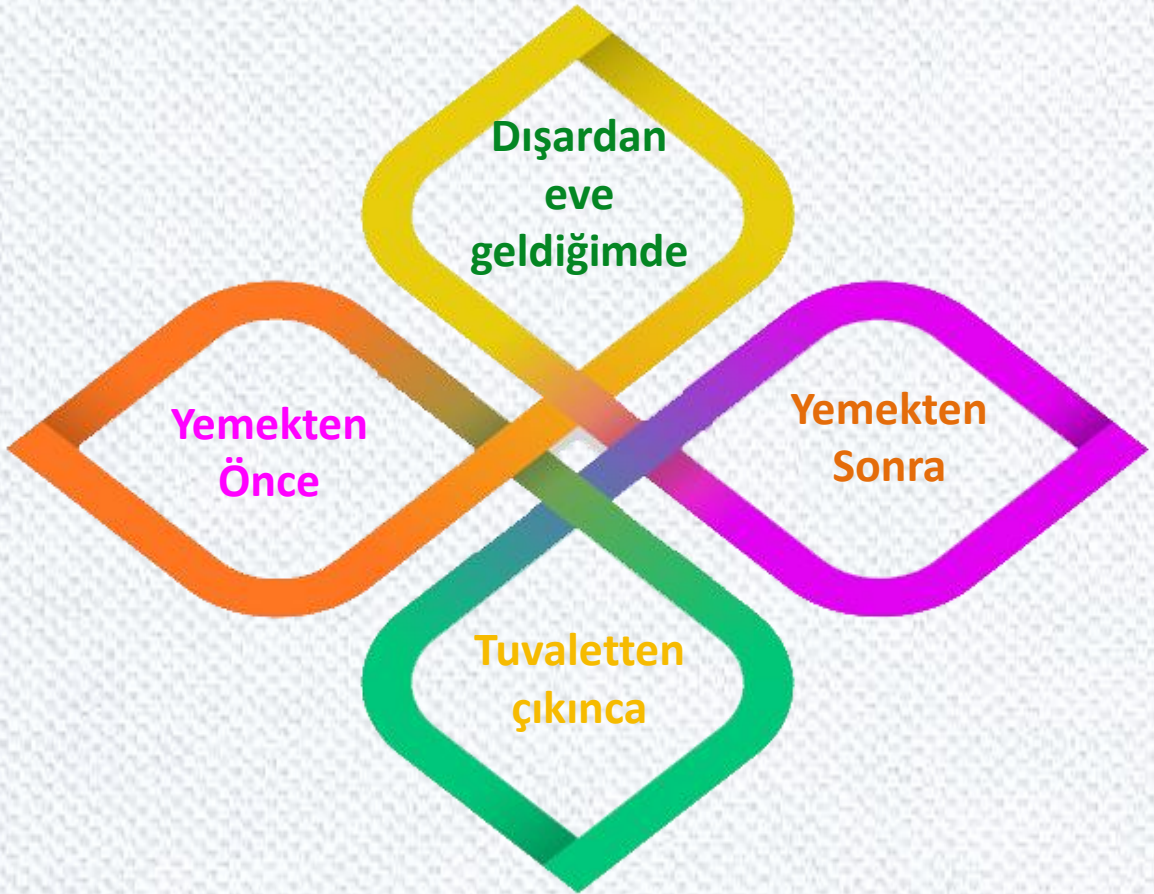 Dışardan
eve
geldiğimde
Yemekten
Önce
Yemekten
Sonra
Tuvaletten
çıkınca